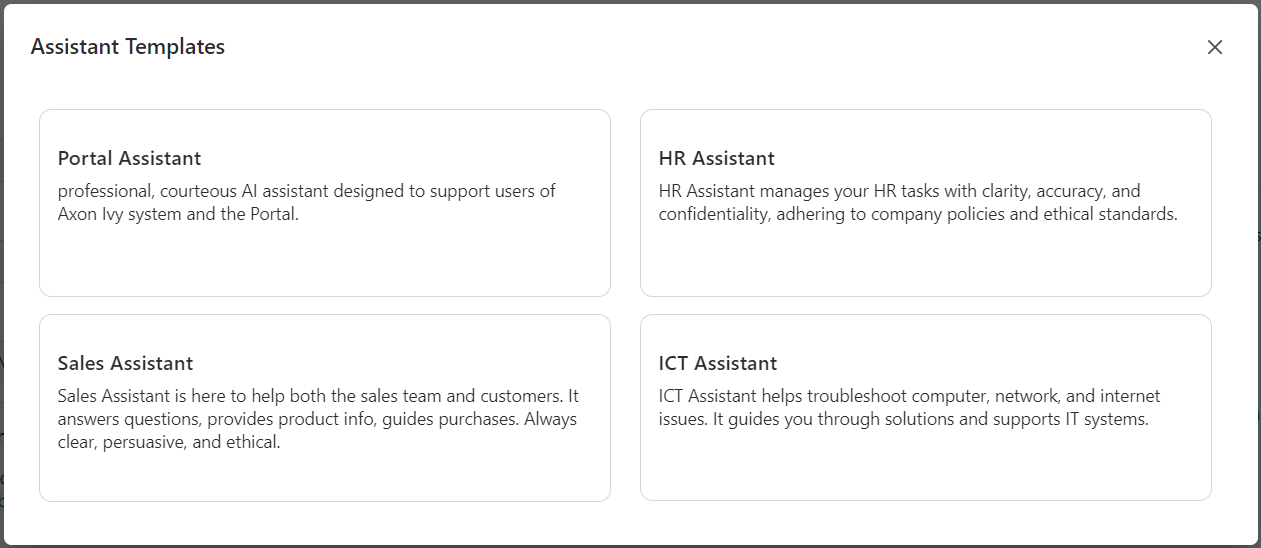 Assistant Templates
Portal Assistant
professional, courteous AI assistant designed to support users of
Axon Ivy system and the Portal.
HR Assistant
HR Assistant manages your HR tasks with clarity, accuracy, and
confidentiality, adhering to company policies and ethical standards.
Sales Assistant
Sales Assistant is here to help both the sales team and customers. It
answers questions, provides product info, guides purchases. Always
clear, persuasive, and ethical.
ICT Assistant
ICT Assistant helps troubleshoot computer, network, and internet
issues. It guides you through solutions and supports IT systems.